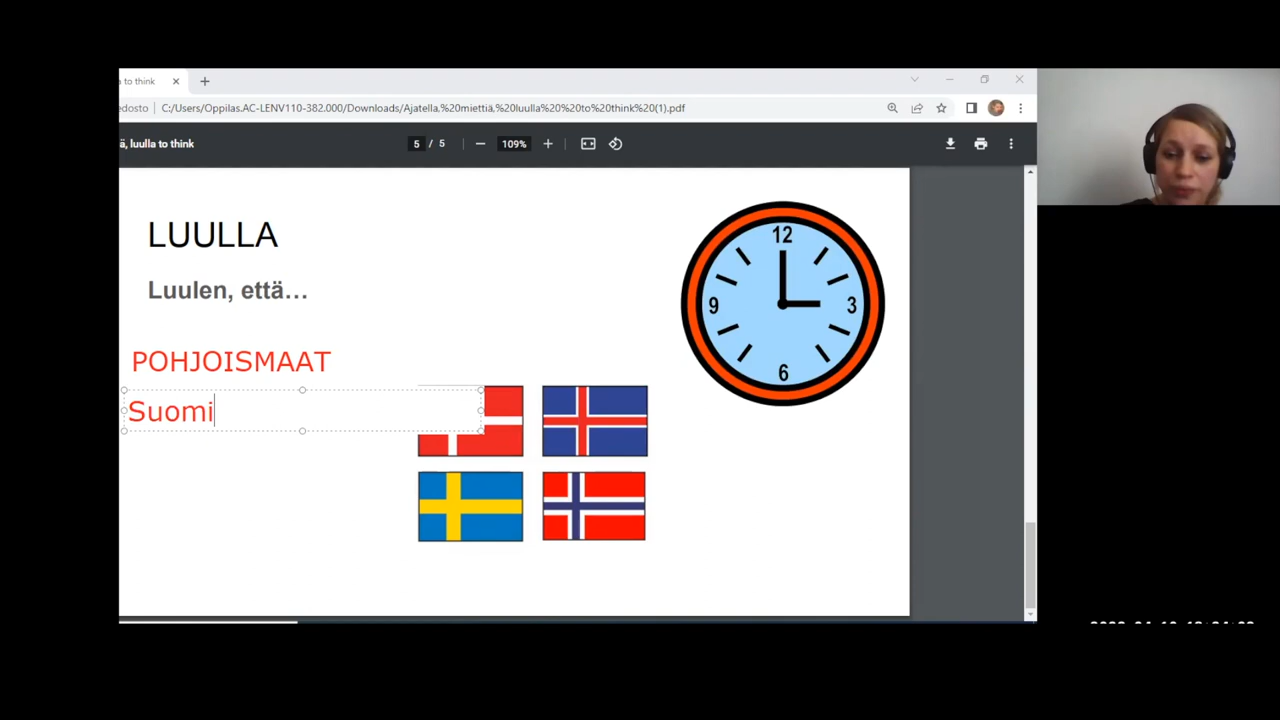 a to think
edosto
C:/Users/Oppilas.AC-LENV110-382.000/Downloads/Ajatella,%20miettiä,%20luulla%20%20to%20think%20(1).pdf
ä, luulla to think
5 / 5
109%
LUULLA
Luulen, että...
POHJOISMAAT
Suomi
12
9
3
6